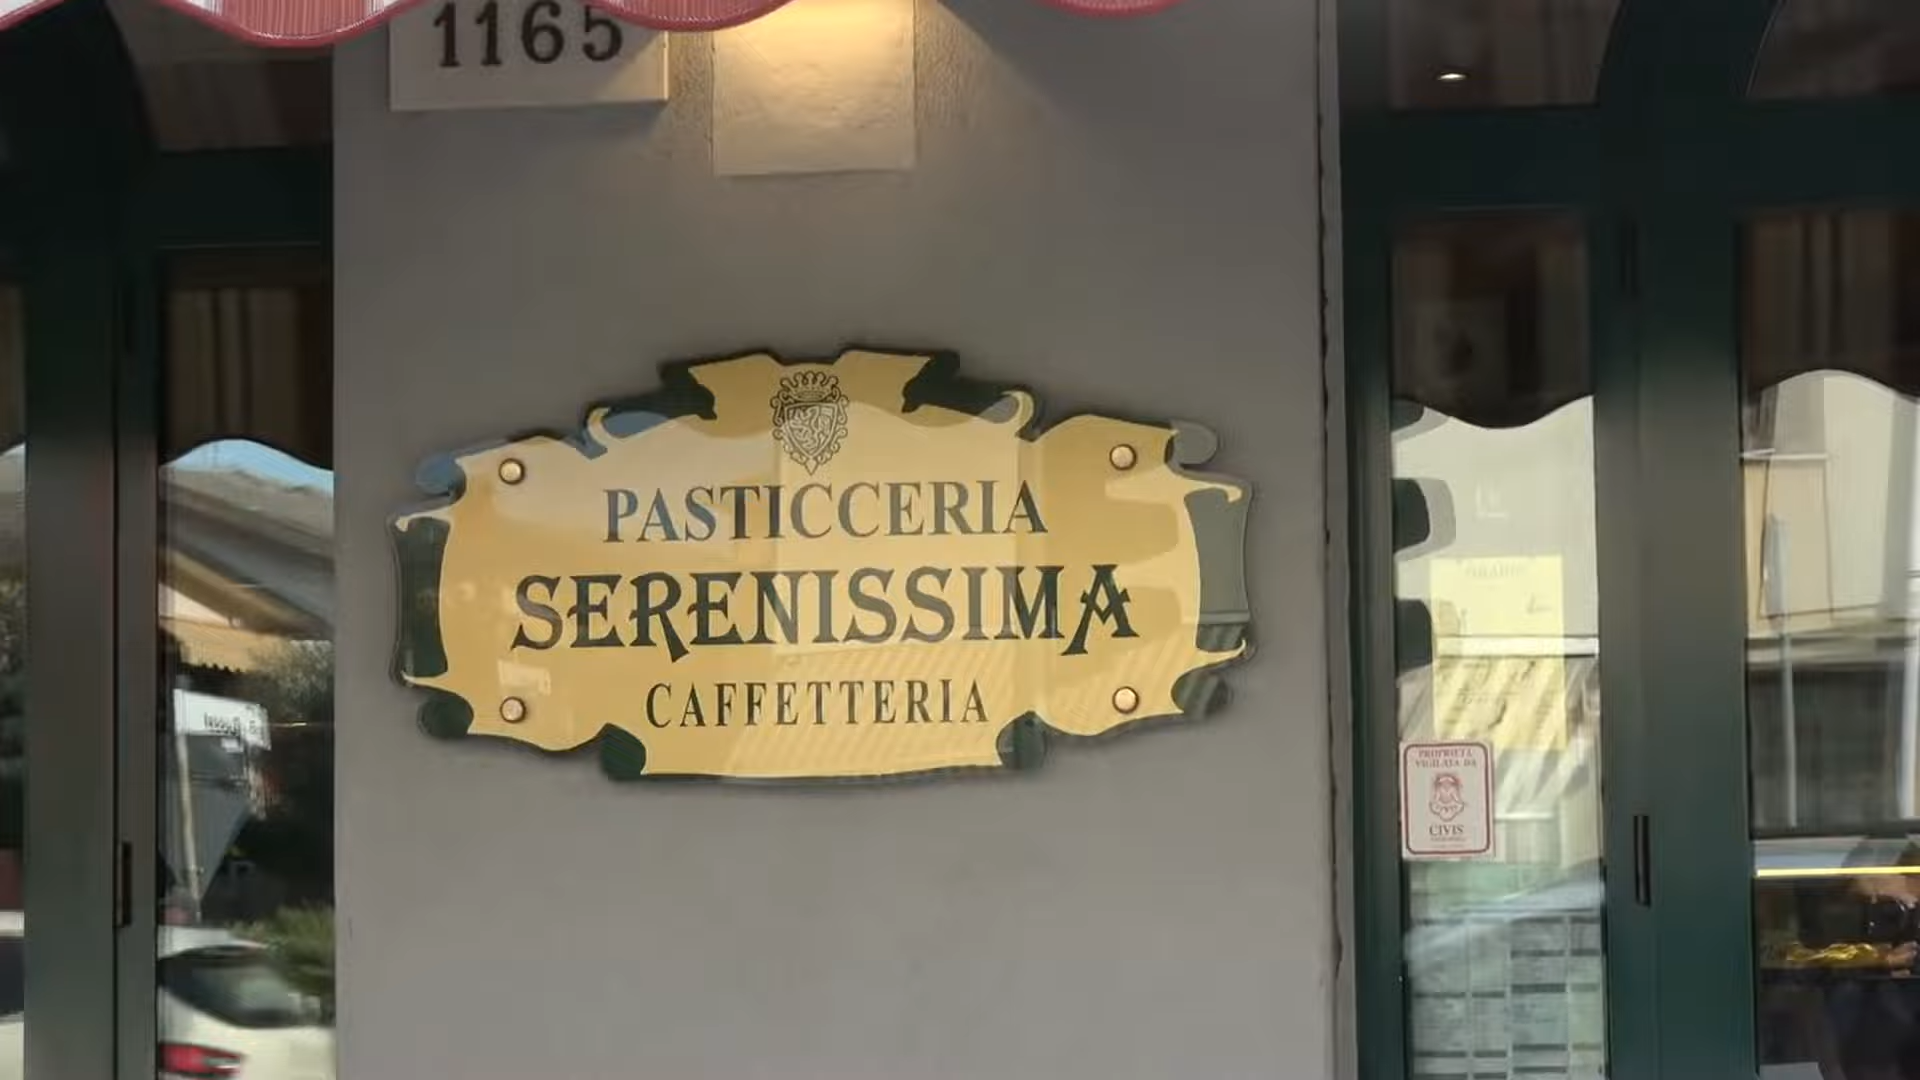 1165
PASTICCERIA
SERENISSIMA
CAFFETTERIA
PROPRIETÀ
VIGILATA DA
CIVIS